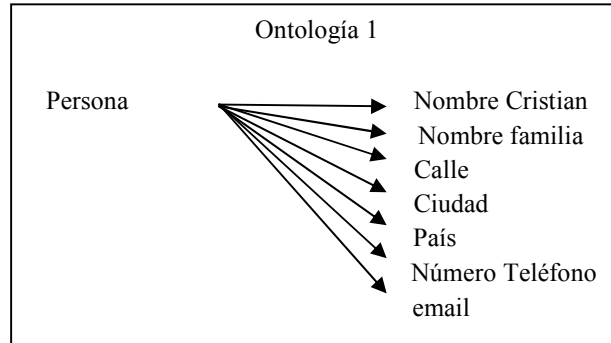 Ontología 1
Persona
Nombre Cristian
Nombre familia
Calle
Ciudad
País
Número Teléfono
email